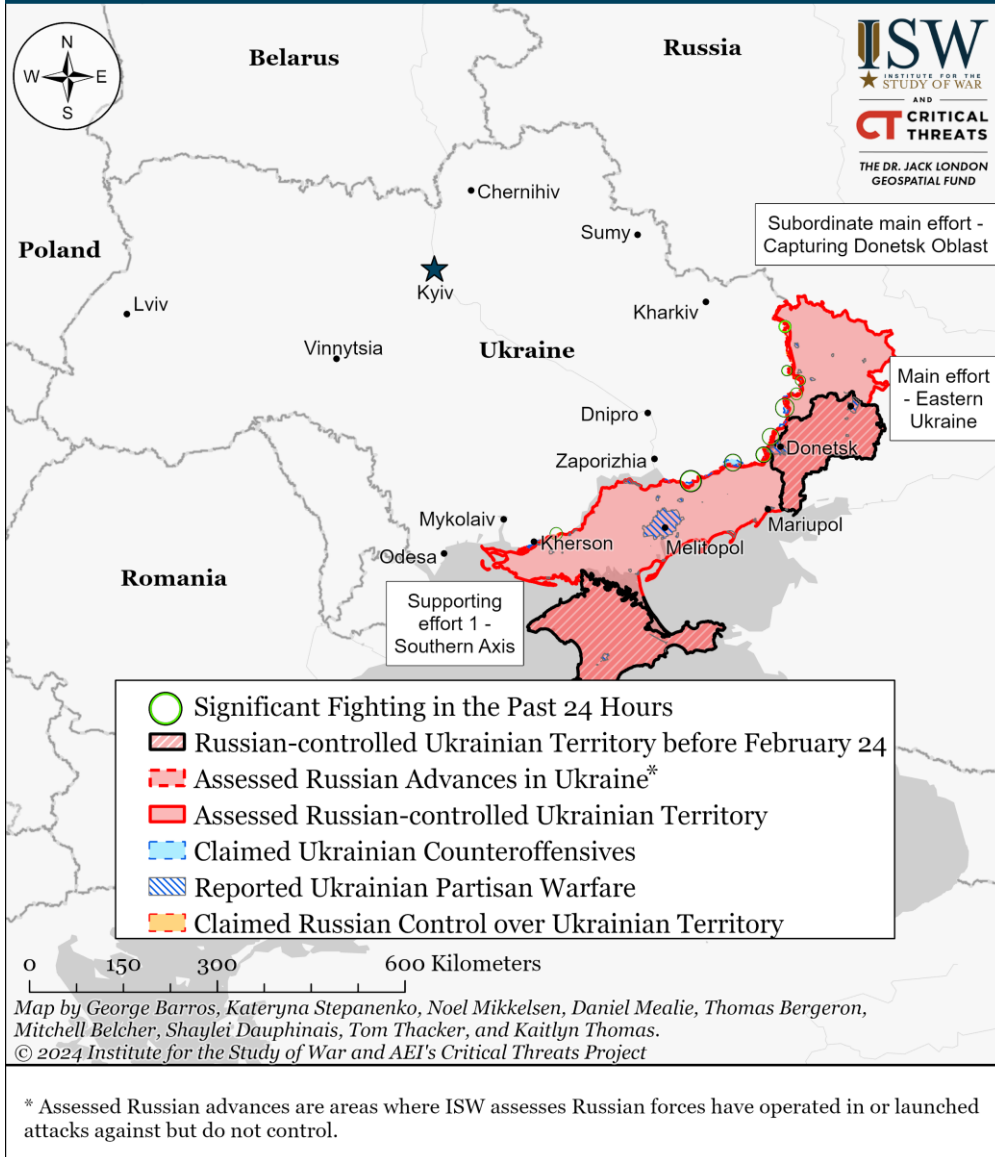 N
W E
S
Belarus
Russia
ISW
INSTITUTE FOR THE
STUDY OF WAR
AND
CT CRITICAL
THREATS
THE DR. JACK LONDON
GEOSPATIAL FUND
Chernihiv
Subordinate main effort -
Capturing Donetsk Oblast
Sumy
Poland
Kyiv
Lviv
Kharkiv
Vinnytsia
Ukraine
Main effort
- Eastern
Ukraine
Dnipro
Donetsk
Zaporizhia
Mykolaiv
Mariupol
Kherson
Melitopol
Odesa
Romania
Supporting
effort 1 -
Southern Axis
Significant Fighting in the Past 24 Hours
Russian-controlled Ukrainian Territory before February 24
Assessed Russian Advances in Ukraine*
Assessed Russian-controlled Ukrainian Territory
Claimed Ukrainian Counteroffensives
Reported Ukrainian Partisan Warfare
Claimed Russian Control over Ukrainian Territory
0 150 300 600 Kilometers
Map by George Barros, Kateryna Stepanenko, Noel Mikkelsen, Daniel Mealie, Thomas Bergeron,
Mitchell Belcher, Shaylei Dauphinais, Tom Thacker, and Kaitlyn Thomas.
© 2024 Institute for the Study of War and AEI's Critical Threats Project
* Assessed Russian advances are areas where ISW assesses Russian forces have operated in or launched
attacks against but do not control.